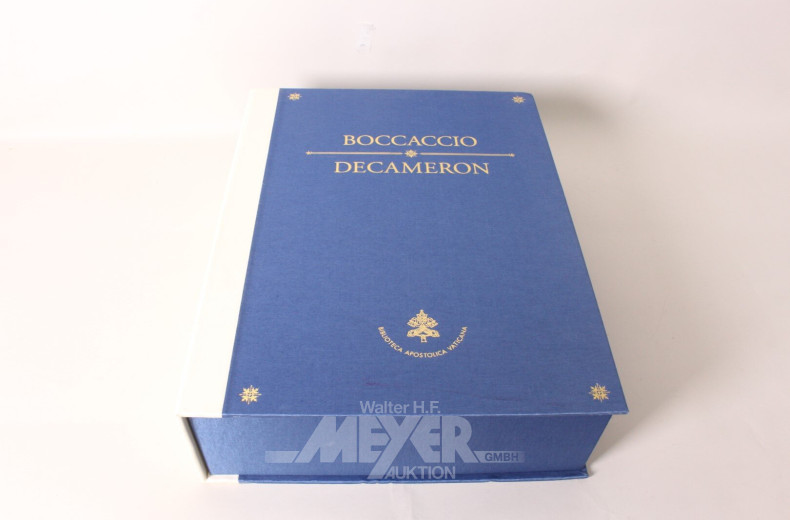 BOCCACCIO
DECAMERON
BIBLIOTECA APOSTOLICA VATICANA
Walter H.F.
MEYER GMBH
AUKTION